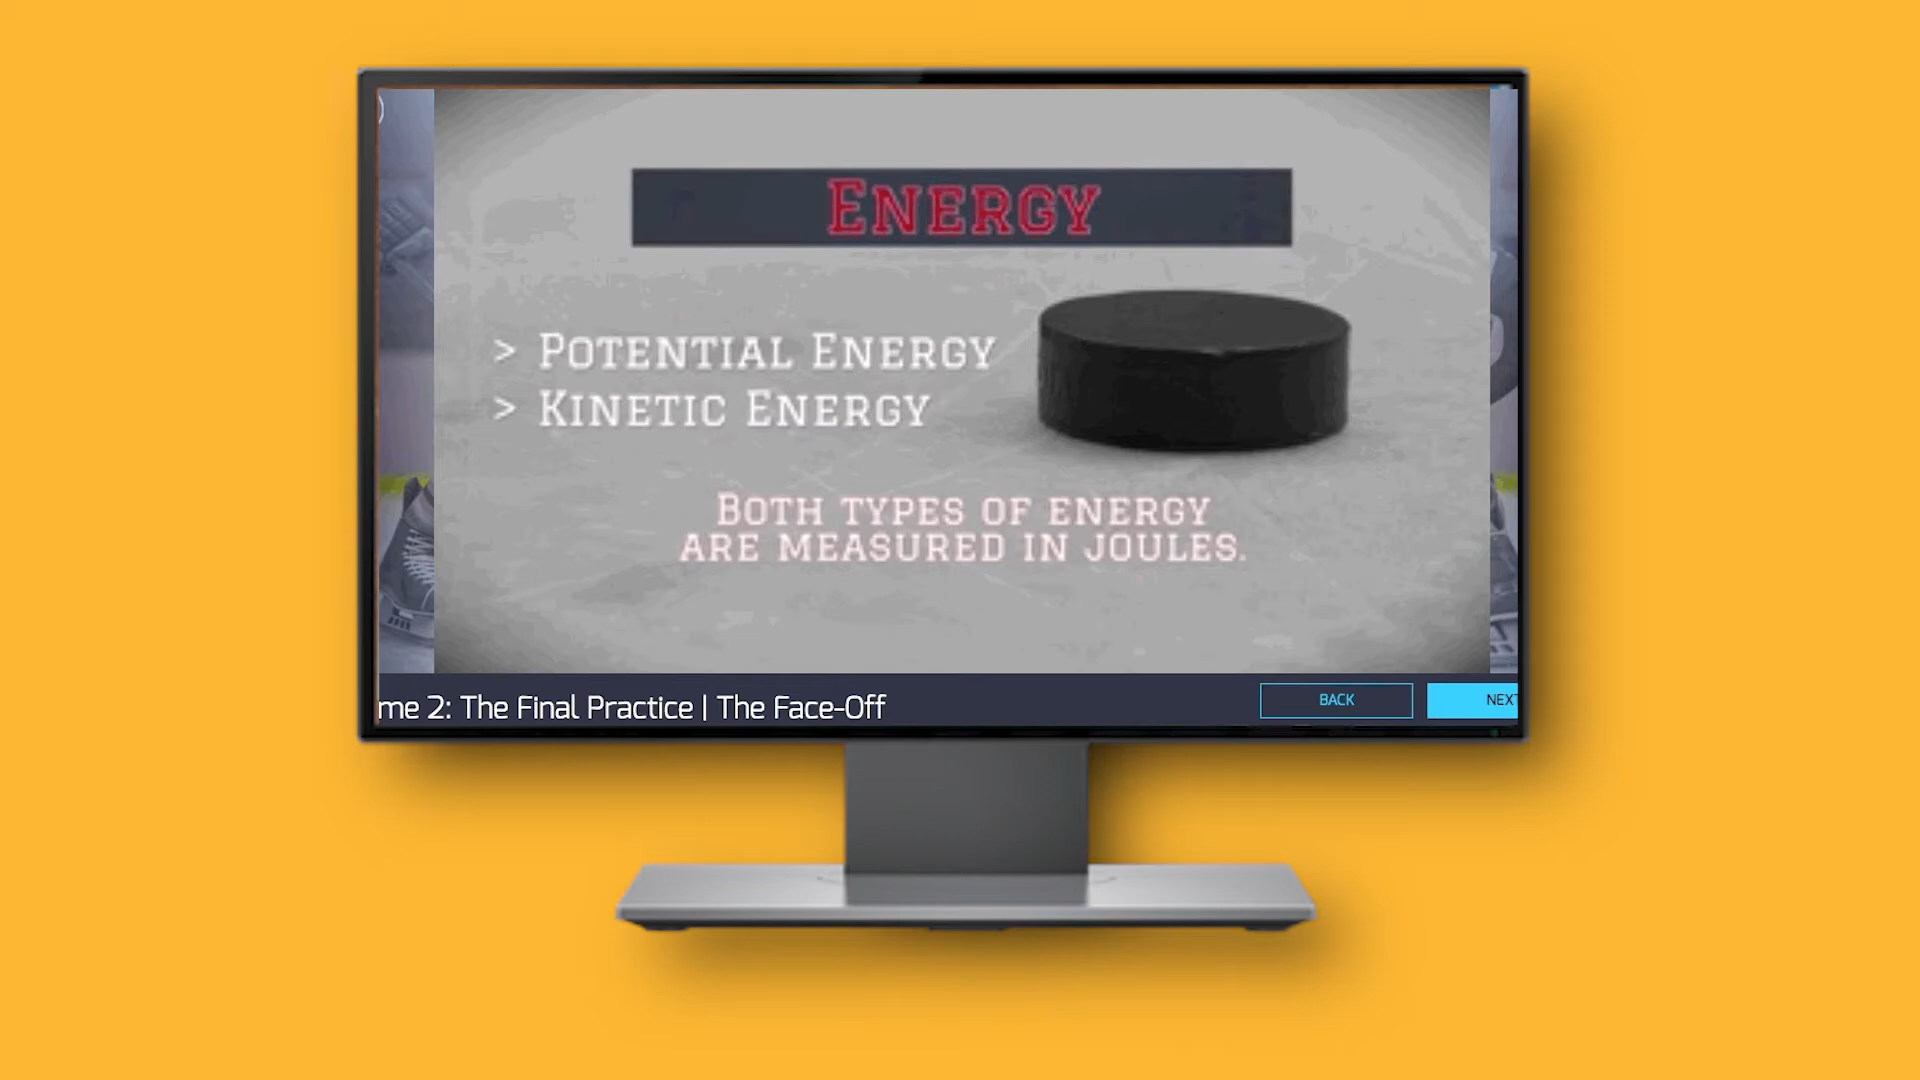 ENERGY
> POTENTIAL ENERGY
> KINETIC ENERGY
BOTH TYPES OF ENERGY
ARE MEASURED IN JOULES.
me 2: The Final Practice | The Face-Off
BACK
NEXT